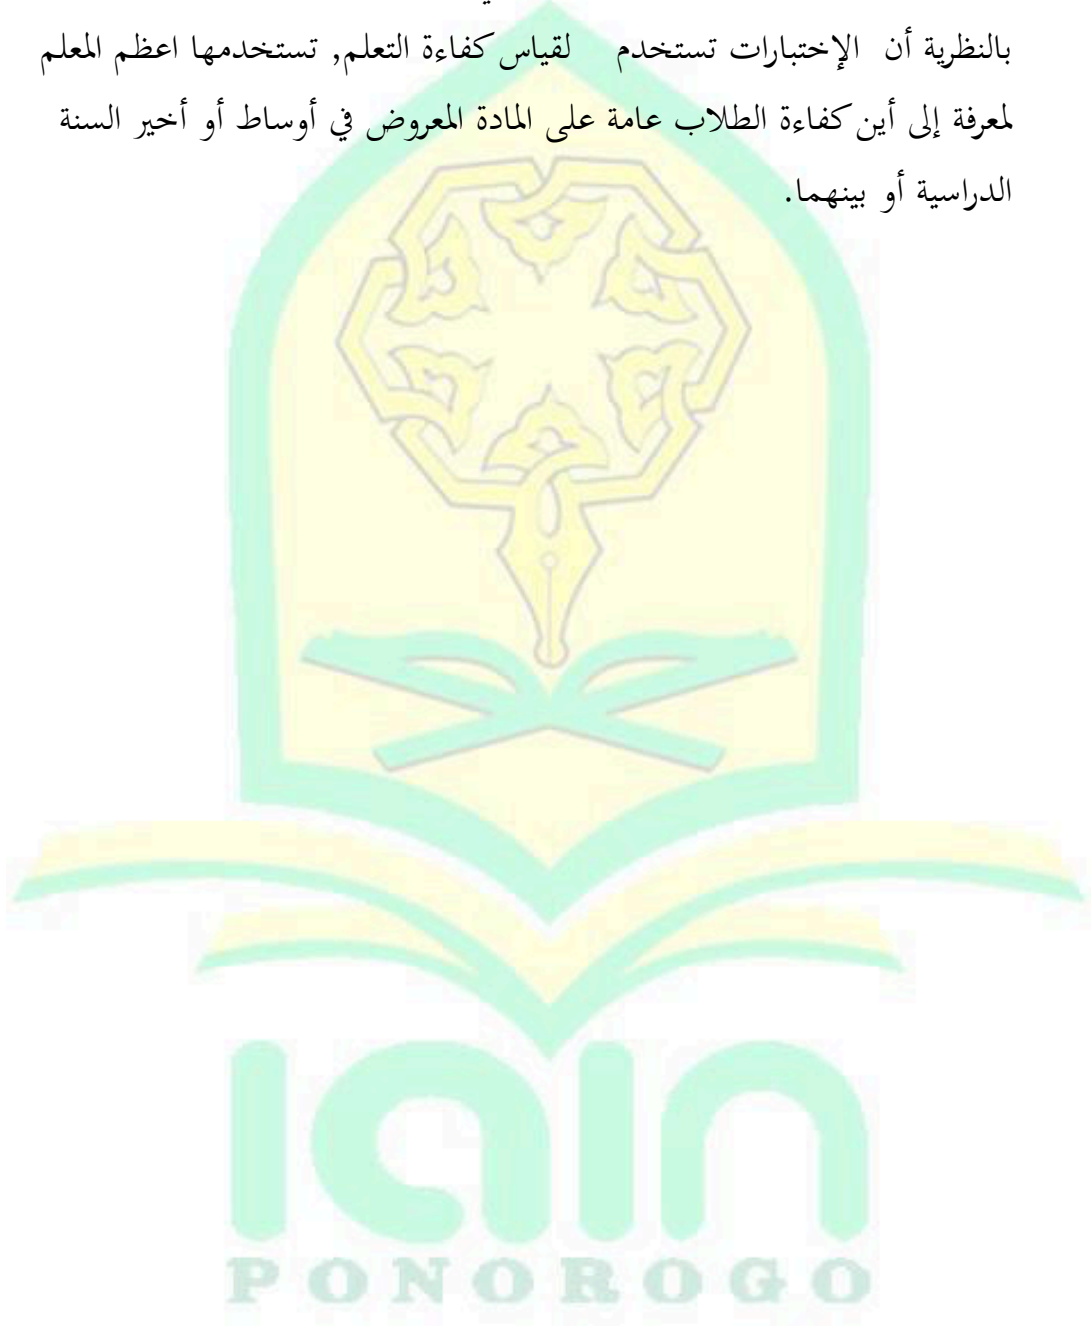 بالنظرية أن الإختبارات تستخدم لقياس كفاءة التعلم, تستخدمها اعظم المعلم
لمعرفة إلى أين كفاءة الطلاب عامة على المادة المعروض في أوساط أو أخير السنة
الدراسية أو بينهما.
iain
PONOROGO